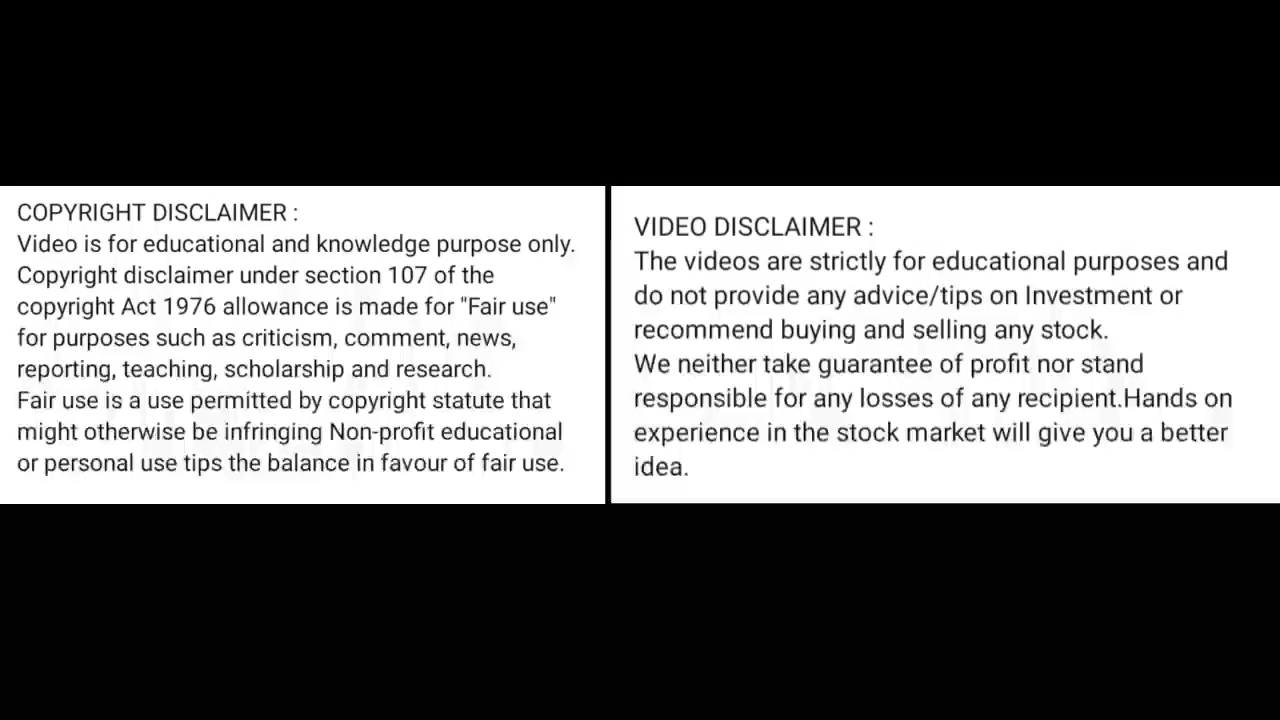 COPYRIGHT DISCLAIMER :
Video is for educational and knowledge purpose only.
Copyright disclaimer under section 107 of the
copyright Act 1976 allowance is made for "Fair use"
for purposes such as criticism, comment, news,
reporting, teaching, scholarship and research.
Fair use is a use permitted by copyright statute that
might otherwise be infringing Non-profit educational
or personal use tips the balance in favour of fair use.
VIDEO DISCLAIMER :
The videos are strictly for educational purposes and
do not provide any advice/tips on Investment or
recommend buying and selling any stock.
We neither take guarantee of profit nor stand
responsible for any losses of any recipient.Hands on
experience in the stock market will give you a better
idea.